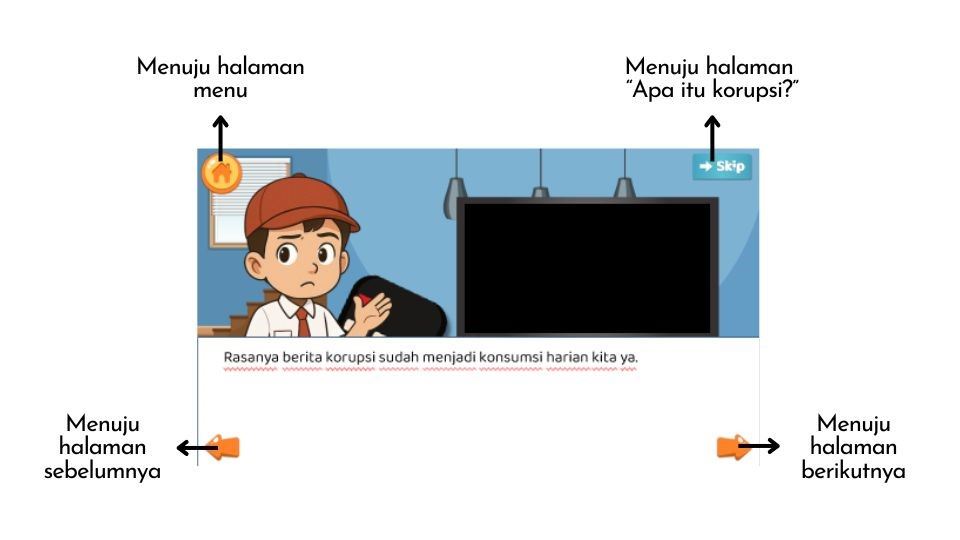 Menuju halaman
menu
Menuju halaman
“Apa itu korupsi?”
Skip
Rasanya berita korupsi sudah menjadi konsumsi harian kita ya.
Menuju
halaman
sebelumnya
Menuju
halaman
berikutnya